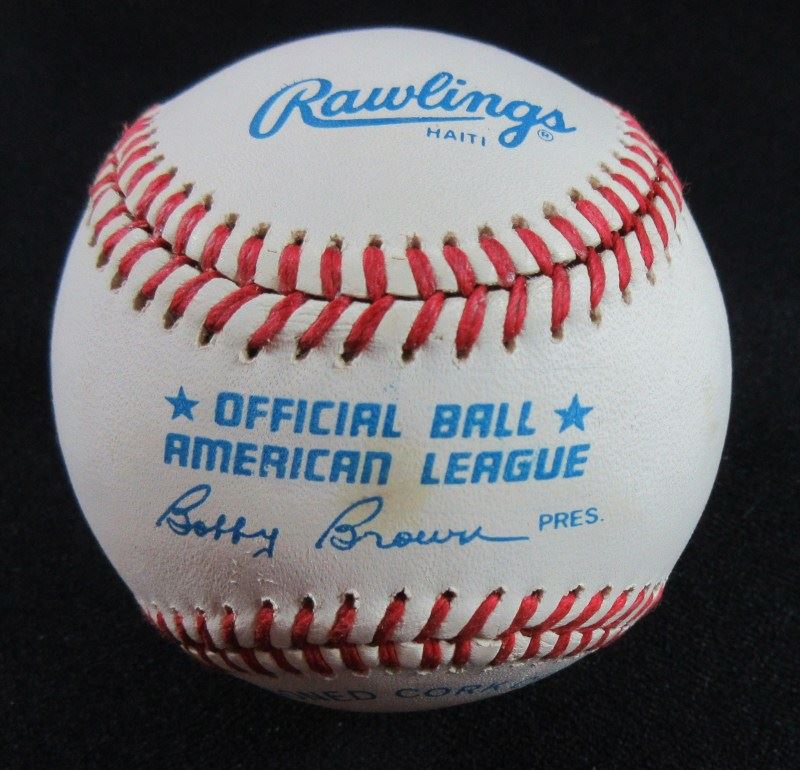 Rawlings®
HAITI
★ OFFICIAL BALL ★
AMERICAN LEAGUE
Bobby Brown PRES.